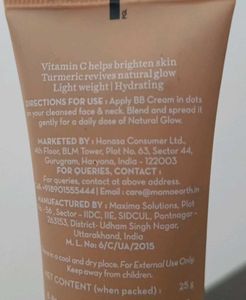 Vitamin C helps brighten skin
Turmeric revives natural glow
Light weight | Hydrating
DIRECTIONS FOR USE : Apply BB Cream in dots
on your cleansed face & neck. Blend and spread it
gently for a daily dose of Natural Glow.
MARKETED BY : Honasa Consumer Ltd.,
4th Floor, BLM Tower, Plot No. 63, Sector 44,
Gurugram, Haryana, India - 122003
FOR QUERIES, CONTACT :
For queries, contact at above address.
Call us +918901555444 | care@mamaearth.in
MANUFACTURED BY : Maxima Solutions, Plot
-56, Sector - IIDC, IIE, SIDCUL, Pantnagar -
263153, District- Udham Singh Nagar,
Uttarakhand, India
M. L. No: 6/C/UA/2015
in a cool and dry place. For External Use Only.
Keep away from children.
NET CONTENT (when packed) : 25 g